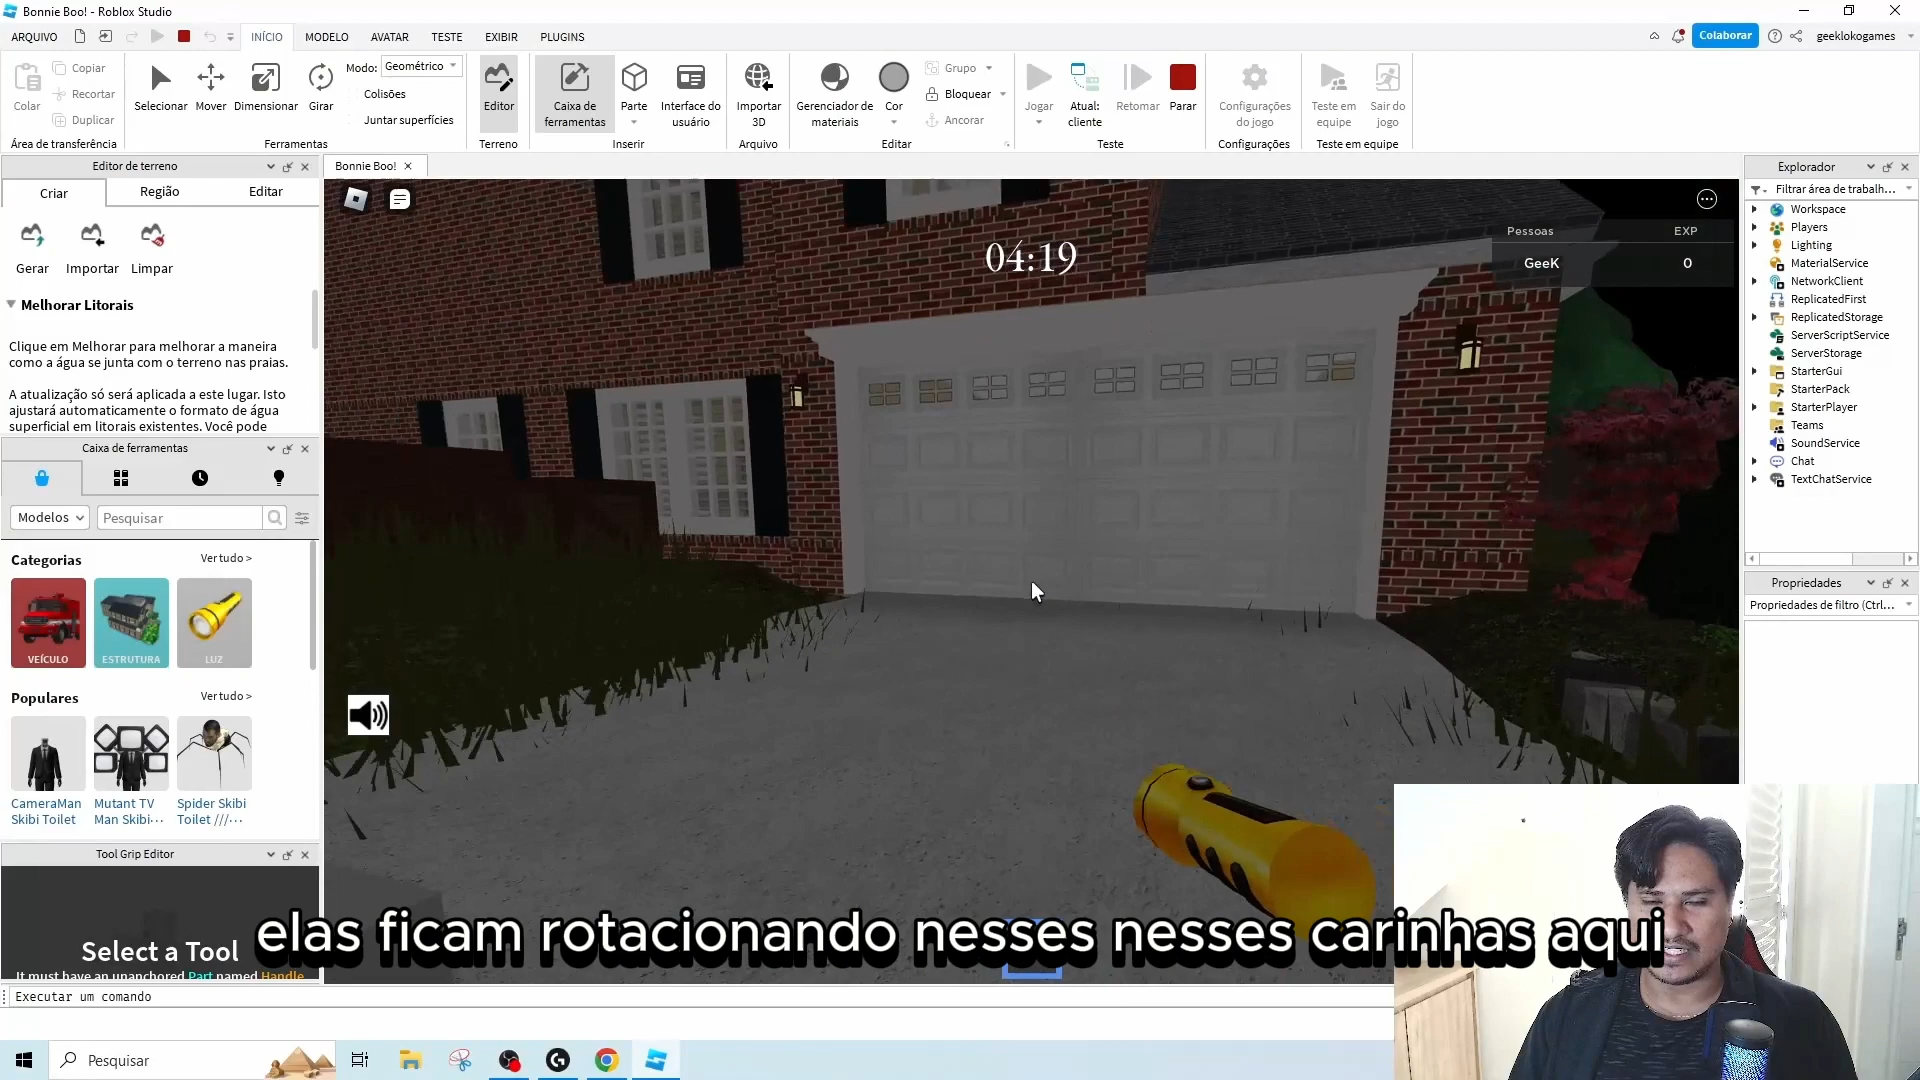 Bonnie Boo! - Roblox Studio
ARQUIVO
INÍCIO
MODELO
AVATAR
TESTE
EXIBIR
PLUGINS
Colaborar
geeklokogames
Colar
Copiar
Recortar
Duplicar
Área de transferência
Selecionar
Mover
Dimensionar
Girar
Modo:
Geométrico
Colisões
Juntar superfícies
Ferramentas
Editor
Terreno
Caixa de
ferramentas
Parte
Interface do
usuário
Inserir
Importar
3D
Arquivo
Gerenciador de
materiais
Cor
Grupo
Bloquear
Ancorar
Editar
Jogar
Atual:
cliente
Retomar
Parar
Teste
Configurações
do jogo
Configurações
Teste em
equipe
Sair do
jogo
Teste em equipe
Editor de terreno
Criar
Região
Editar
Gerar
Importar
Limpar
Melhorar Litorais
Clique em Melhorar para melhorar a maneira
como a água se junta com o terreno nas praias.
A atualização só será aplicada a este lugar. Isto
ajustará automaticamente o formato de água
superficial em litorais existentes. Você pode
Caixa de ferramentas
Modelos
Pesquisar
Categorias
Ver tudo >
VEÍCULO
ESTRUTURA
LUZ
Populares
Ver tudo >
CameraMan
Skibi Toilet
Mutant TV
Man Skibi...
Spider Skibi
Toilet ///...
Tool Grip Editor
Select a Tool
It must have an unanchored Part named Handle
Executar um comando
Bonnie Boo!
04:19
Pessoas
EXP
GeeK
0
elas ficam rotacionando nesses nesses carinhas aqui
Explorador
Filtrar área de trabalh...
Workspace
Players
Lighting
MaterialService
NetworkClient
ReplicatedFirst
ReplicatedStorage
ServerScriptService
ServerStorage
StarterGui
StarterPack
StarterPlayer
Teams
SoundService
Chat
TextChatService
Propriedades
Propriedades de filtro (Ctrl...
Pesquisar